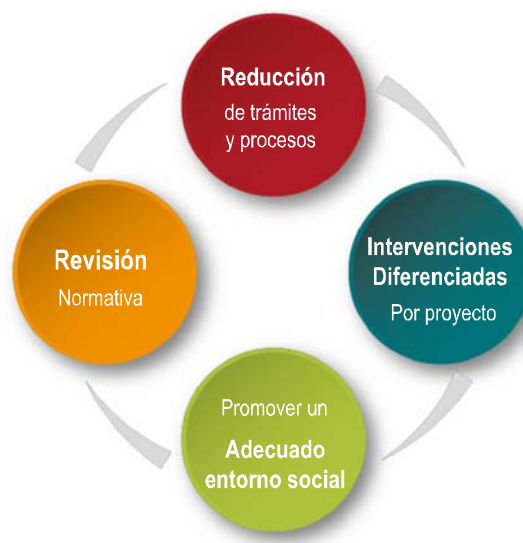 Reducción
de trámites
y procesos
Intervenciones
Diferenciadas
Por proyecto
Promover un
Adecuado
entorno social
Revisión
Normativa